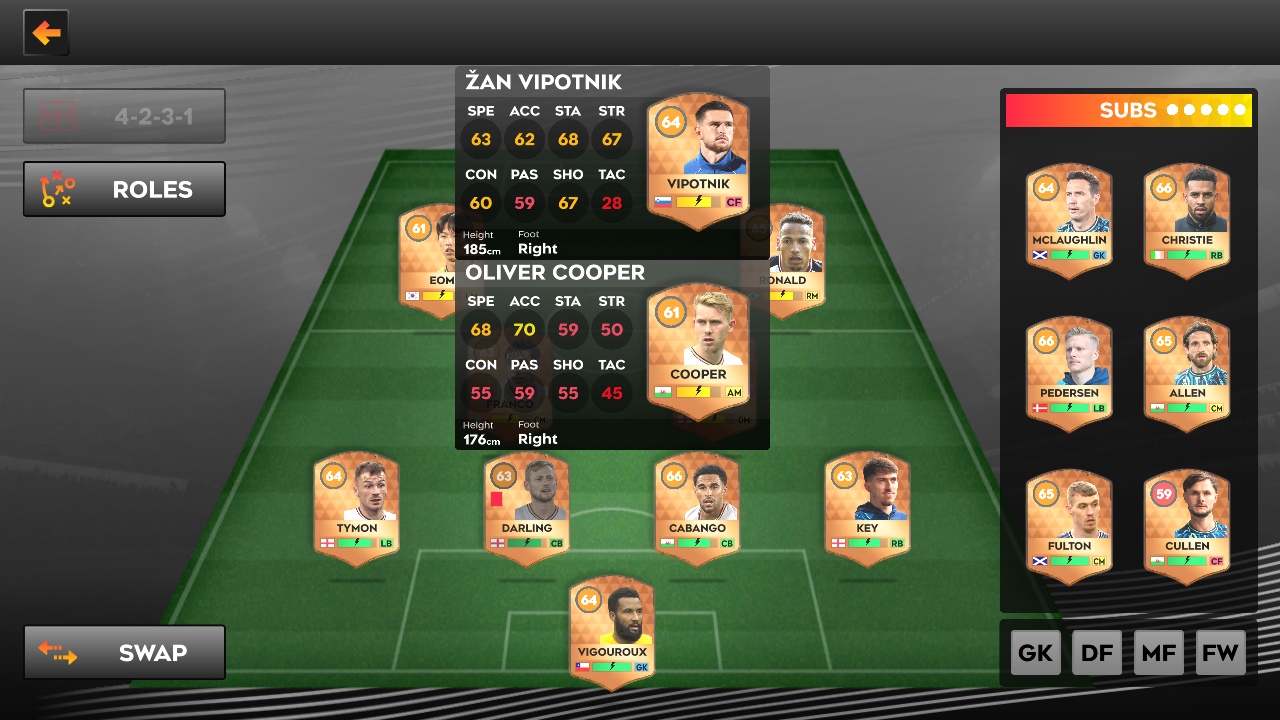 4-2-3-1
ROLES
ŽAN VIPOTNIK
SPE ACC STA STR
63 62 68 67
CON PAS SHO TAC
60 59 67 28
Height Foot
185cm Right
64
VIPOTNIK
CF
OLIVER COOPER
SPE ACC STA STR
68 70 59 50
CON PAS SHO TAC
55 59 55 45
Height Foot
176cm Right
61
COOPER
AM
61
EOM
65
RONALD
RM
FRANCO
CM
DM
64
TYMON
LB
63
DARLING
CB
66
CABANGO
CB
63
KEY
RB
64
VIGOUROUX
GK
SUBS
64
MCLAUGHLIN
GK
66
CHRISTIE
RB
66
PEDERSEN
LB
65
ALLEN
CM
65
FULTON
CM
59
CULLEN
CF
SWAP
GK DF MF FW